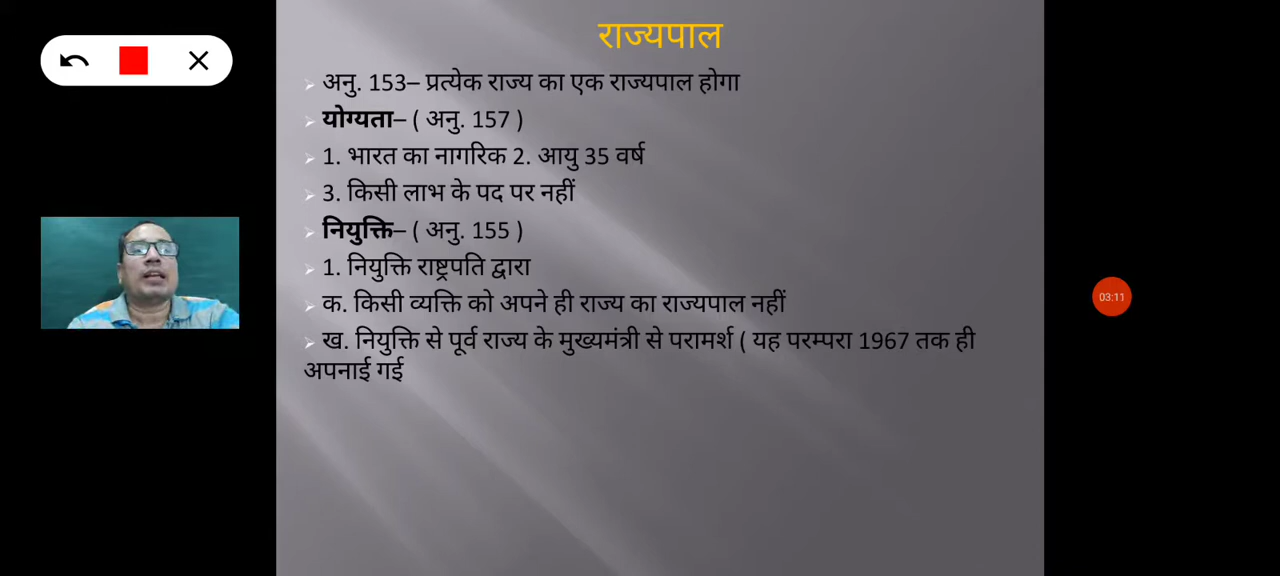 राज्यपाल
अनु. 153– प्रत्येक राज्य का एक राज्यपाल होगा
योग्यता– ( अनु. 157 )
1. भारत का नागरिक 2. आयु 35 वर्ष
3. किसी लाभ के पद पर नहीं
नियुक्ति– ( अनु. 155 )
1. नियुक्ति राष्ट्रपति द्वारा
क. किसी व्यक्ति को अपने ही राज्य का राज्यपाल नहीं
ख. नियुक्ति से पूर्व राज्य के मुख्यमंत्री से परामर्श ( यह परम्परा 1967 तक ही
अपनाई गई
03:11